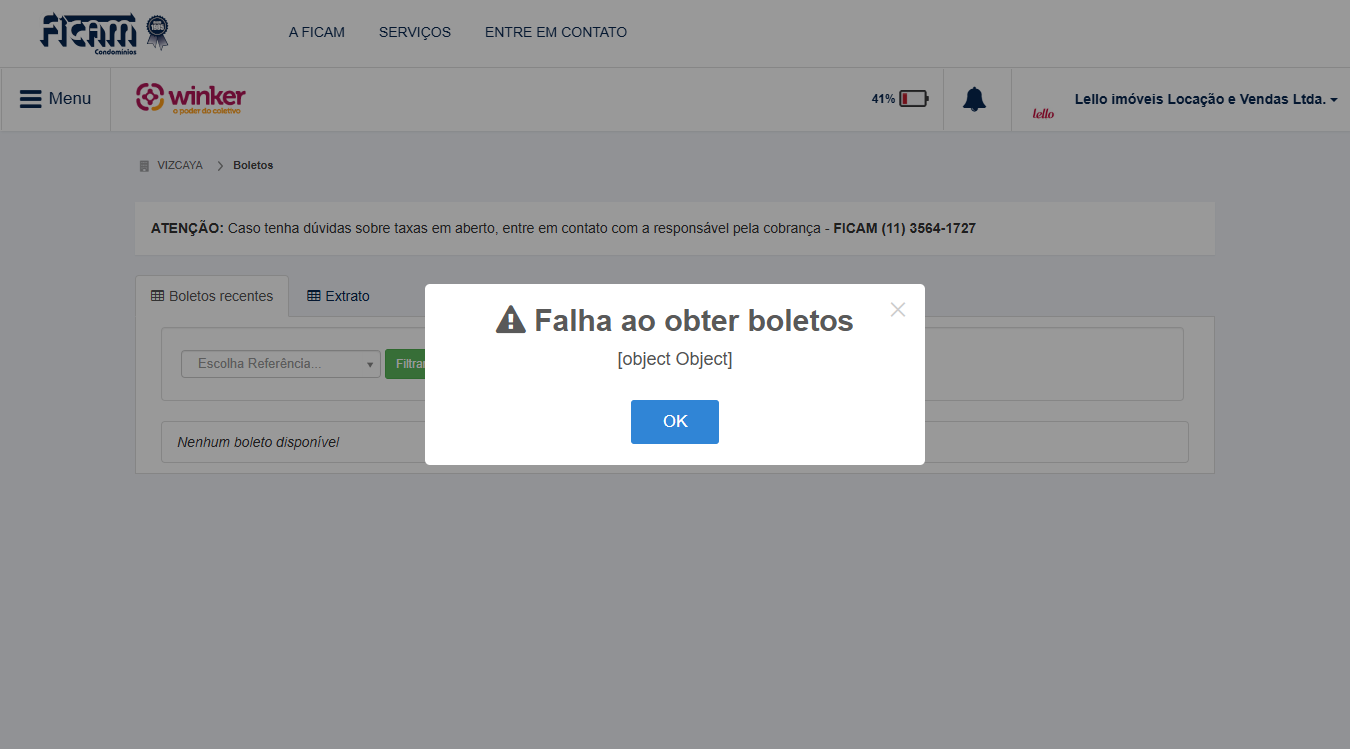 FICAM
Condomínios
A FICAM SERVIÇOS ENTRE EM CONTATO
Menu
winker
o poder do coletivo
41%
lello
Lello imóveis Locação e Vendas Ltda.
VIZCAYA Boletos
ATENÇÃO: Caso tenha dúvidas sobre taxas em aberto, entre em contato com a responsável pela cobrança - FICAM (11) 3564-1727
Boletos recentes Extrato
Falha ao obter boletos
[object Object]
Escolha Referência... Filtrar
OK
Nenhum boleto disponível